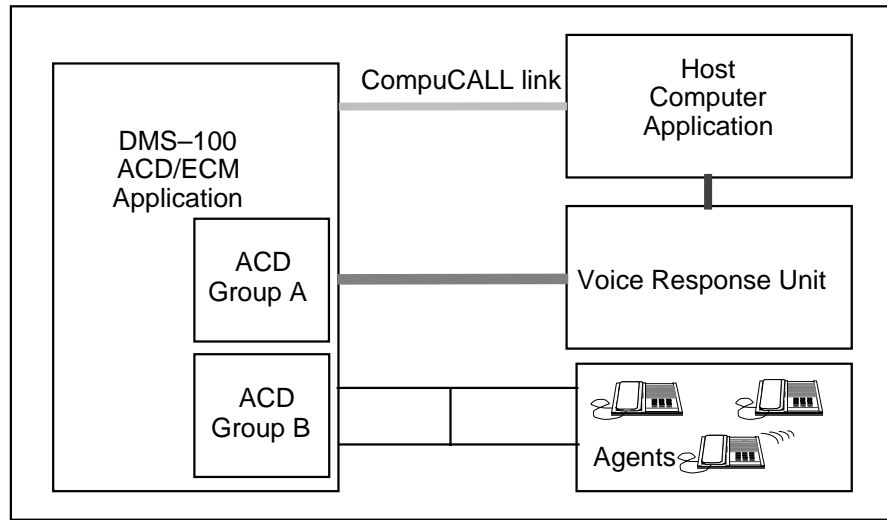 CompuCALL link
Host
Computer
Application
DMS–100
ACD/ECM
Application
ACD
Group A
Voice Response Unit
ACD
Group B
Agents